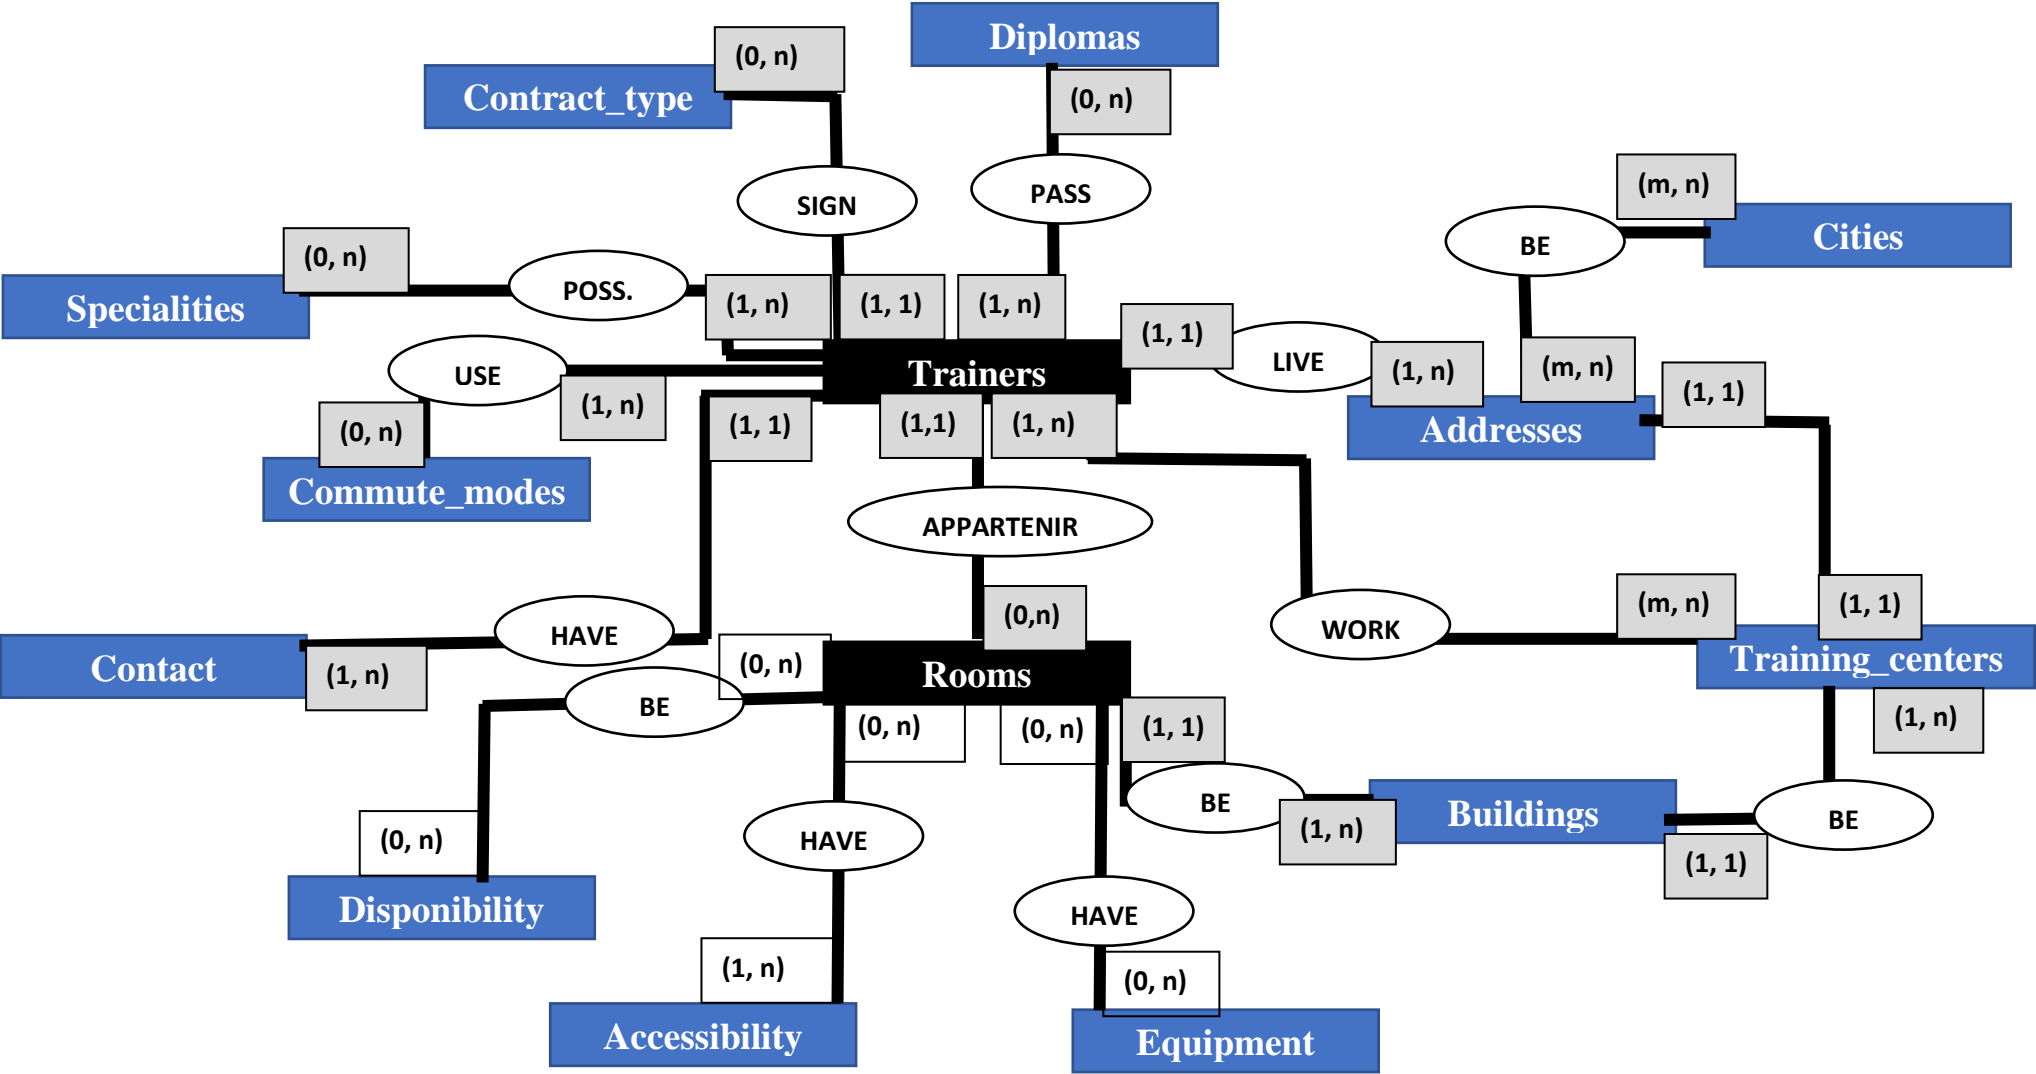 Diplomas
(0, n)
Contract_type
(0, n)
SIGN
PASS
(m, n)
Cities
BE
(0, n)
Specialities
POSS.
(1, n)
(1, 1)
(1, n)
(1, 1)
LIVE
(1, n)
(m, n)
(1, 1)
USE
Trainers
(1, n)
(0, n)
(1, 1)
(1,1)
(1, n)
Addresses
Commute_modes
APPARTENIR
(0,n)
(m, n)
(1, 1)
WORK
HAVE
Contact
(1, n)
(0, n)
Rooms
Training_centers
BE
(0, n)
(0, n)
(1, 1)
(1, n)
BE
Buildings
BE
(1, n)
(1, 1)
(0, n)
HAVE
Disponibility
HAVE
(1, n)
(0, n)
Accessibility
Equipment